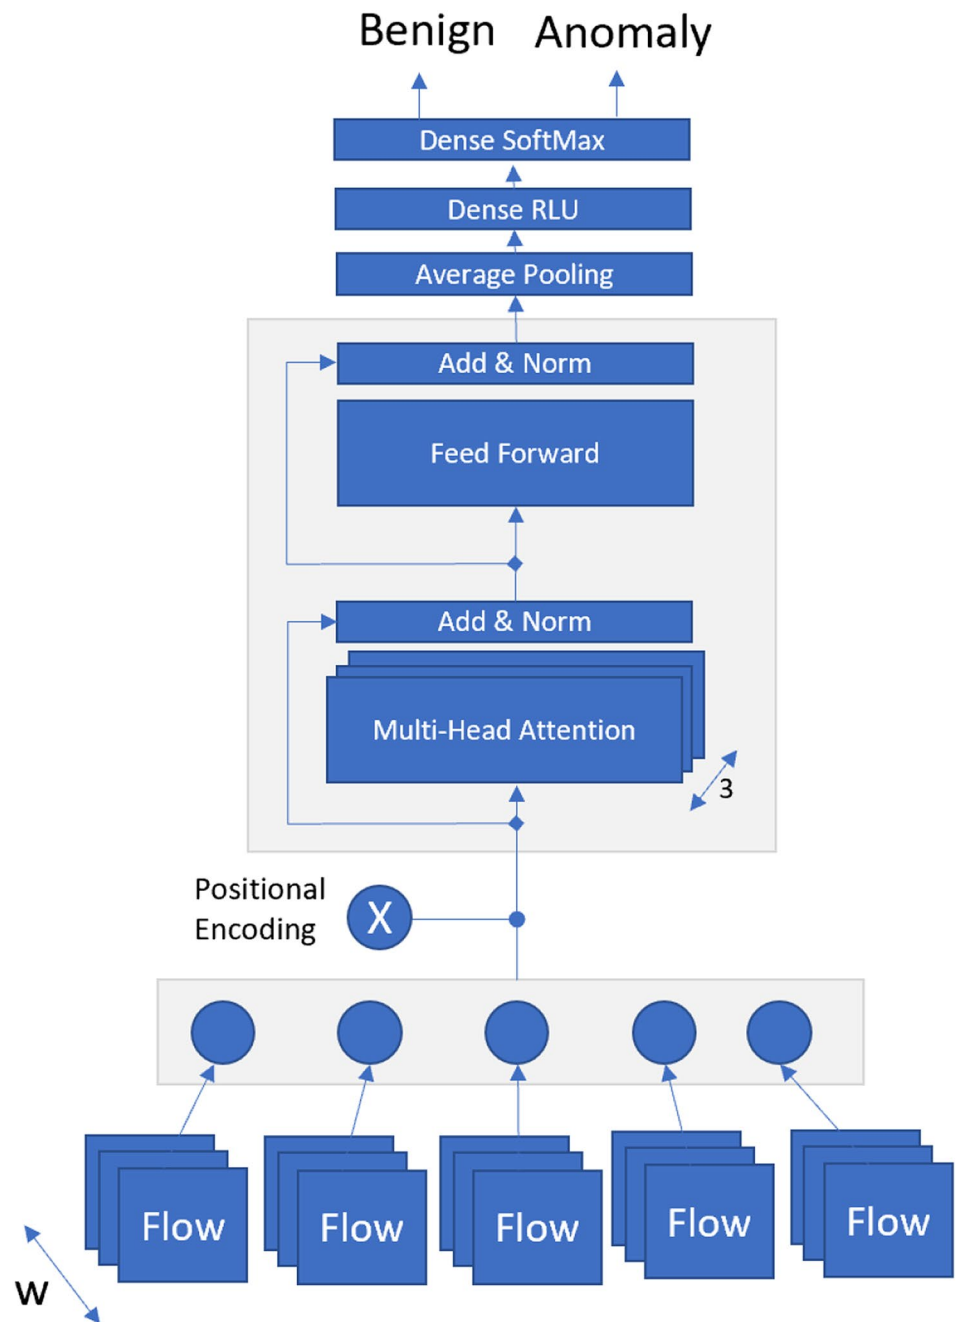 Benign Anomaly
Dense SoftMax
Dense RLU
Average Pooling
Add & Norm
Feed Forward
Add & Norm
Multi-Head Attention
3
Positional
Encoding
X
Flow Flow Flow Flow Flow
W